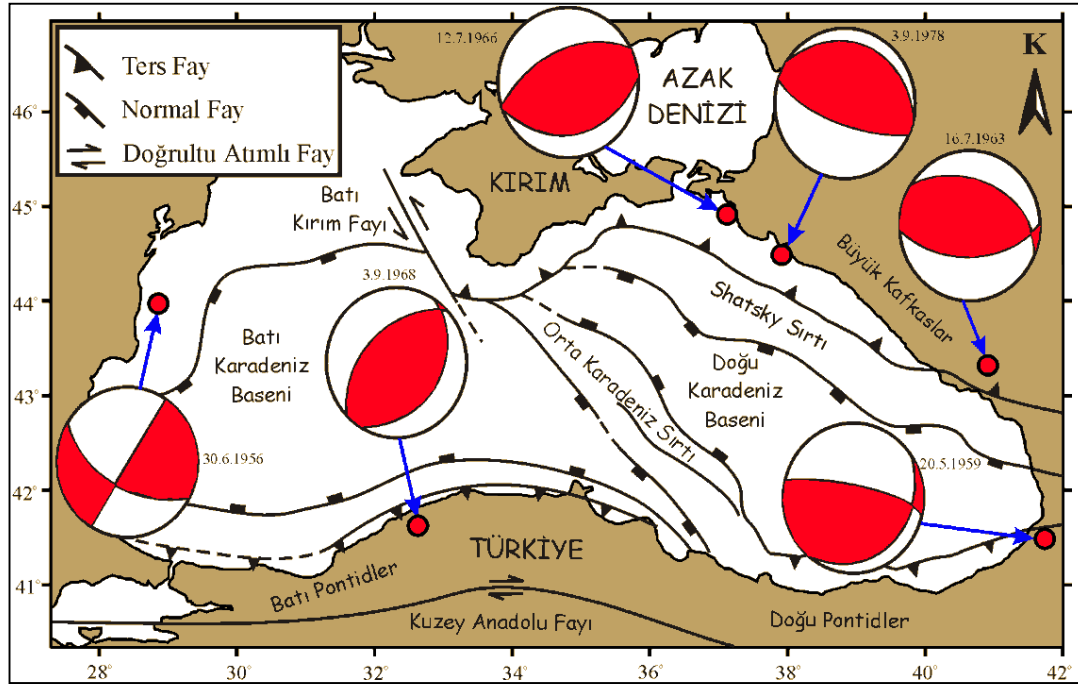 Ters Fay
Normal Fay
Doğrultu Atımlı Fay
12.7.1966
3.9.1978
K
AZAK
DENİZİ
16.7.1963
KIRIM
Batı
Kırım Fayı
3.9.1968
Büyük Kafkaslar
Shatsky Sırtı
Batı
Karadeniz
Baseni
Orta Karadeniz Sırtı
Doğu
Karadeniz
Baseni
30.6.1956
20.5.1959
TÜRKİYE
Batı Pontidler
Kuzey Anadolu Fayı
Doğu Pontidler
46°
45°
44°
43°
42°
41°
28°
30°
32°
34°
36°
38°
40°
42°